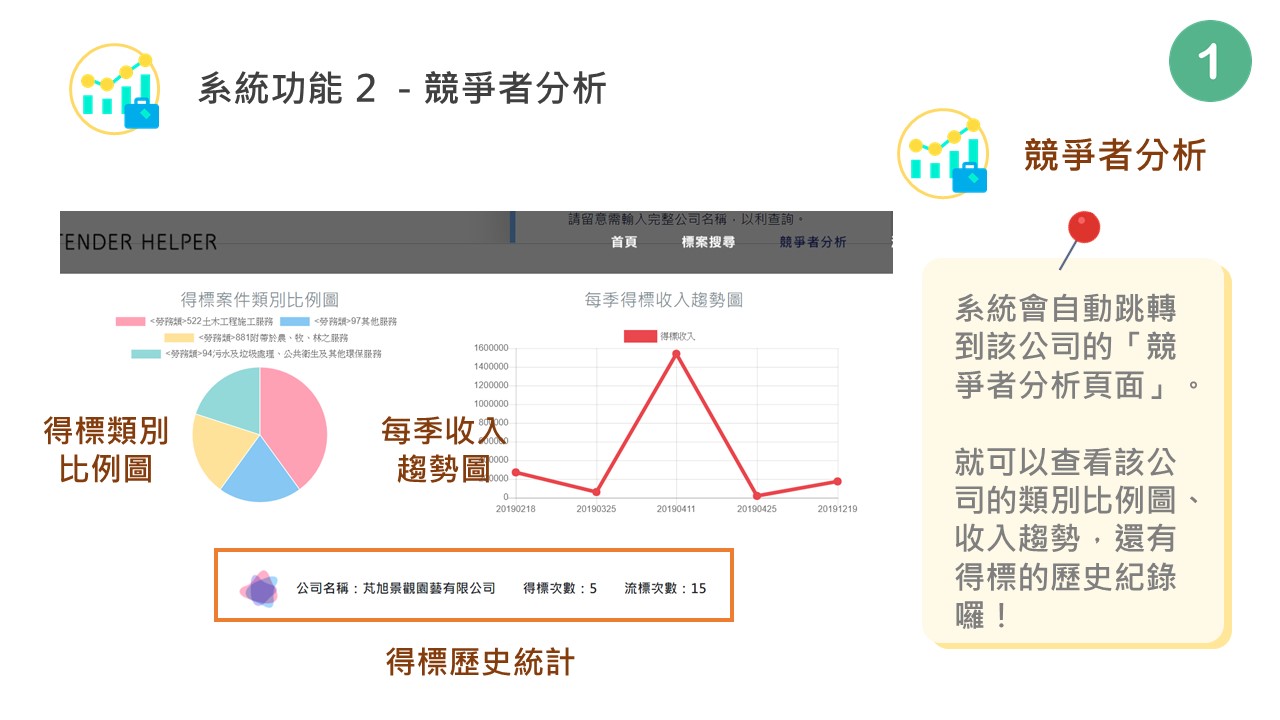 1
系統功能 2 - 競爭者分析
競爭者分析
請留意需輸入完整公司名稱，以利查詢。
TENDER HELPER
首頁
標案搜尋
競爭者分析
得標案件類別比例圖
<勞務類>522土木工程施工服務
<勞務類>97其他服務
<勞務類>881附帶於農、牧、林之服務
<勞務類>94污水及垃圾處理、公共衛生及其他環保服務
得標類別
比例圖
每季得標收入趨勢圖
得標收入
1600000
1400000
1200000
1000000
800000
600000
0
20190218
20190325
20190411
20190425
20191219
每季收入
趨勢圖
公司名稱：芃旭景觀園藝有限公司
得標次數：5
流標次數：15
得標歷史統計
系統會自動跳轉
到該公司的「競
爭者分析頁面」。
就可以查看該公
司的類別比例圖、
收入趨勢，還有
得標的歷史紀錄
囉！